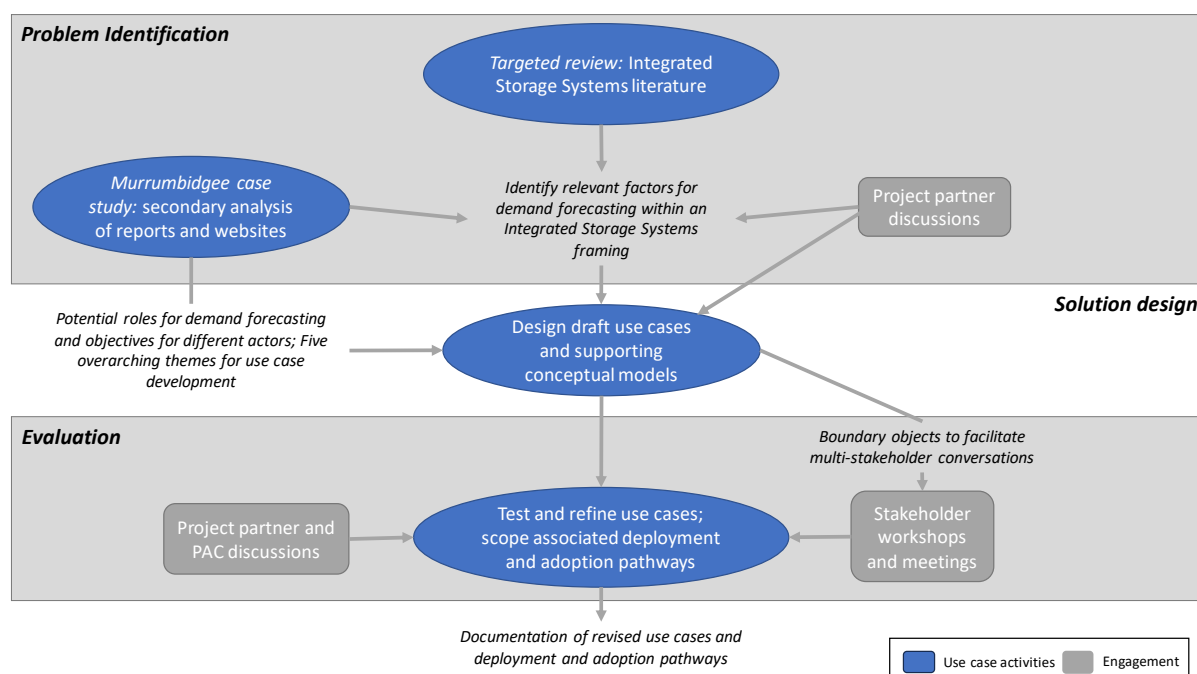 Problem Identification
Targeted review: Integrated
Storage Systems literature
Murrumbidgee case
study: secondary analysis
of reports and websites
Identify relevant factors for
demand forecasting within an
Integrated Storage Systems
framing
Project partner
discussions
Solution design
Potential roles for demand forecasting
and objectives for different actors; Five
overarching themes for use case
development
Design draft use cases
and supporting
conceptual models
Evaluation
Boundary objects to facilitate
multi-stakeholder conversations
Project partner and
PAC discussions
Test and refine use cases;
scope associated deployment
and adoption pathways
Stakeholder
workshops
and meetings
Documentation of revised use cases and
deployment and adoption pathways
Use case activities
Engagement